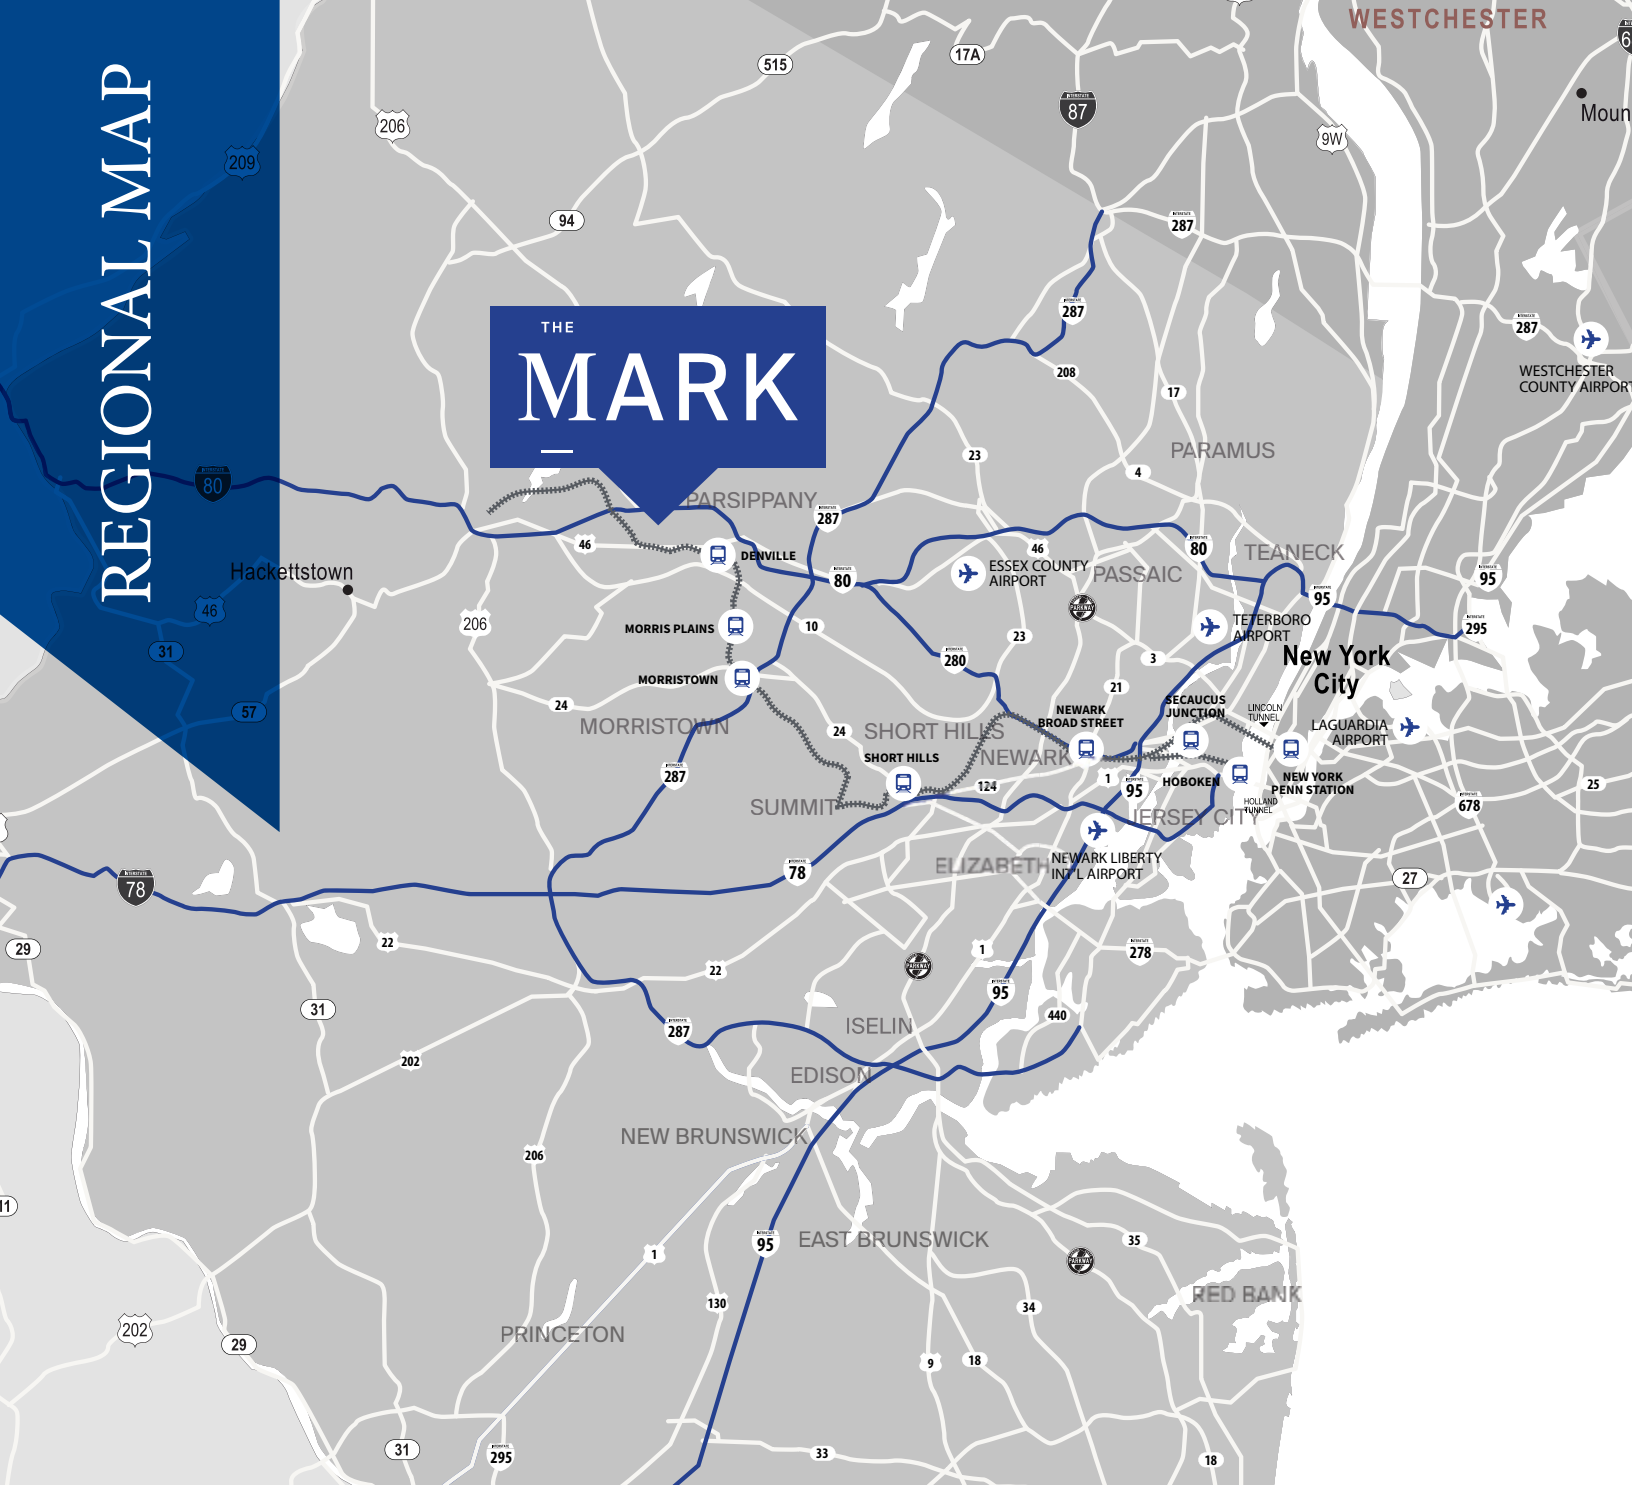 REGIONAL MAP
WESTCHESTER
17A
515
87
206
9W
Moun
209
94
287
287
THE
MARK
287
WESTCHESTER
COUNTY AIRPORT
208
17
PARAMUS
23
4
80
PARSIPPANY
287
46
DENVILLE
80
46
80
TEANECK
ESSEX COUNTY
AIRPORT
PASSAIC
95
95
Hackettstown
46
206
PARKWAY
MORRIS PLAINS
10
23
TETERBORO
AIRPORT
295
31
280
3
New York
City
MORRISTOWN
21
57
24
MORRISTOWN
24
SHORT HILLS
NEWARK
BROAD STREET
SECAUCUS
JUNCTION
LINCOLN
TUNNEL
LAGUARDIA
AIRPORT
SHORT HILLS
NEWARK
287
124
1
95
HOBOKEN
NEW YORK
PENN STATION
25
SUMMIT
JERSEY CITY
HOLLAND
TUNNEL
678
78
78
ELIZABETH
NEWARK LIBERTY
INT'L AIRPORT
27
29
22
22
1
278
PARKWAY
95
31
287
ISELIN
440
202
EDISON
NEW BRUNSWICK
206
11
1
95
EAST BRUNSWICK
35
PARKWAY
RED BANK
130
34
202
29
PRINCETON
9
18
31
295
33
18